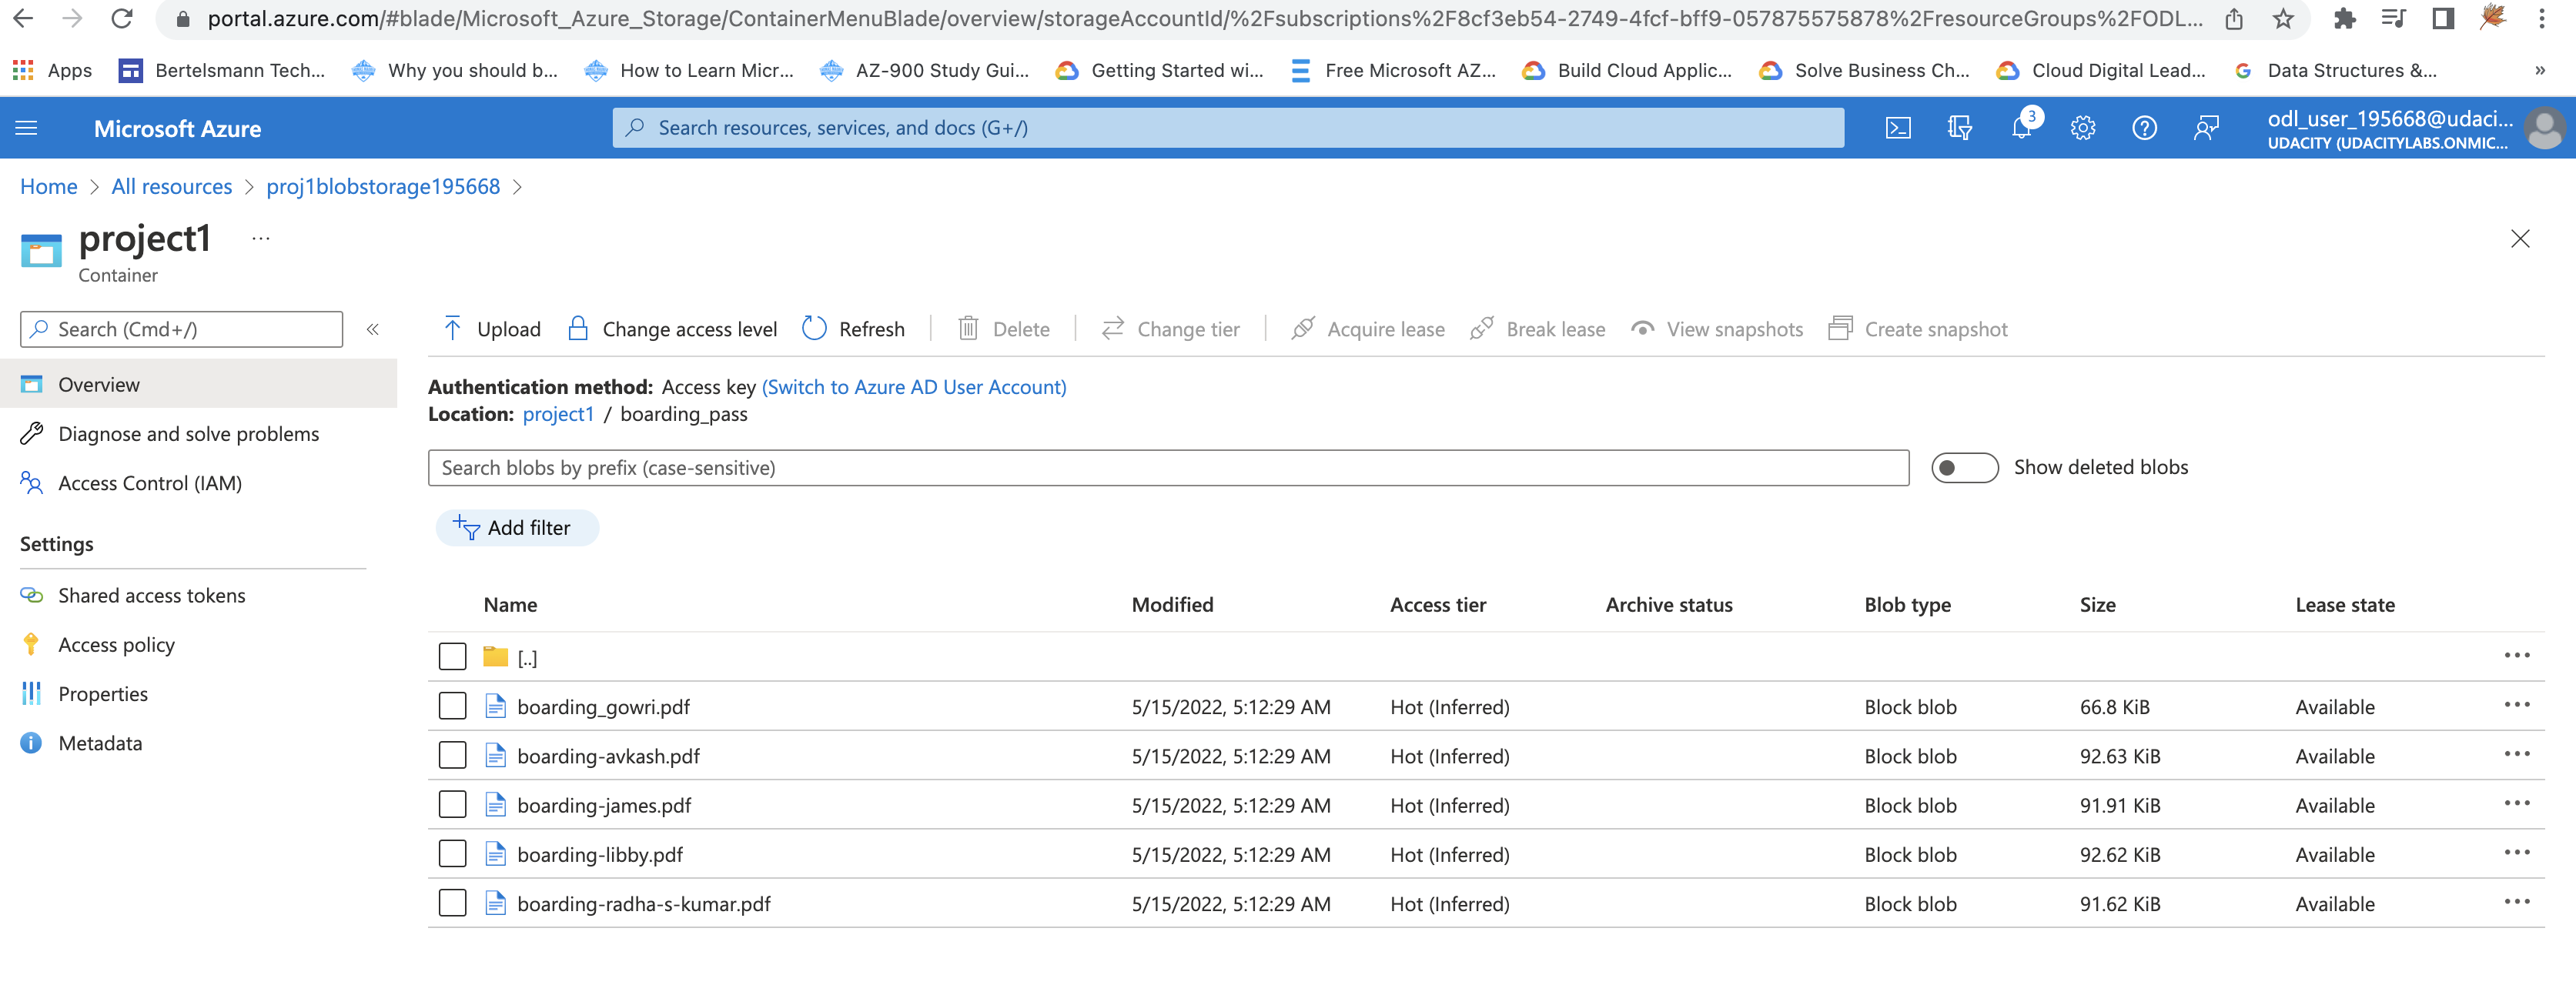 portal.azure.com/#blade/Microsoft_Azure_Storage/ContainerMenuBlade/overview/storageAccountId/%2Fsubscriptions%2F8cf3eb54-2749-4fcf-bff9-057875575878%2FresourceGroups%2FODL...
Apps Bertelsmann Tech... Why you should b... How to Learn Micr... AZ-900 Study Gui... Getting Started wi... Free Microsoft AZ... Build Cloud Applic... Solve Business Ch... Cloud Digital Lead... Data Structures &... »
Microsoft Azure Search resources, services, and docs (G+/) 3 odl_user_195668@udaci...
UDACITY (UDACITYLABS.ONMIC...
Home > All resources > proj1blobstorage195668 >
project1 ...
Container
Search (Cmd+/) «
Upload Change access level Refresh Delete Change tier Acquire lease Break lease View snapshots Create snapshot
Overview
Diagnose and solve problems
Access Control (IAM)
Settings
Shared access tokens
Access policy
Properties
Metadata
Authentication method: Access key (Switch to Azure AD User Account)
Location: project1 / boarding_pass
Search blobs by prefix (case-sensitive) Show deleted blobs
Add filter
Name Modified Access tier Archive status Blob type Size Lease state
[..]
boarding_gowri.pdf 5/15/2022, 5:12:29 AM Hot (Inferred) Block blob 66.8 KiB Available
boarding-avkash.pdf 5/15/2022, 5:12:29 AM Hot (Inferred) Block blob 92.63 KiB Available
boarding-james.pdf 5/15/2022, 5:12:29 AM Hot (Inferred) Block blob 91.91 KiB Available
boarding-libby.pdf 5/15/2022, 5:12:29 AM Hot (Inferred) Block blob 92.62 KiB Available
boarding-radha-s-kumar.pdf 5/15/2022, 5:12:29 AM Hot (Inferred) Block blob 91.62 KiB Available